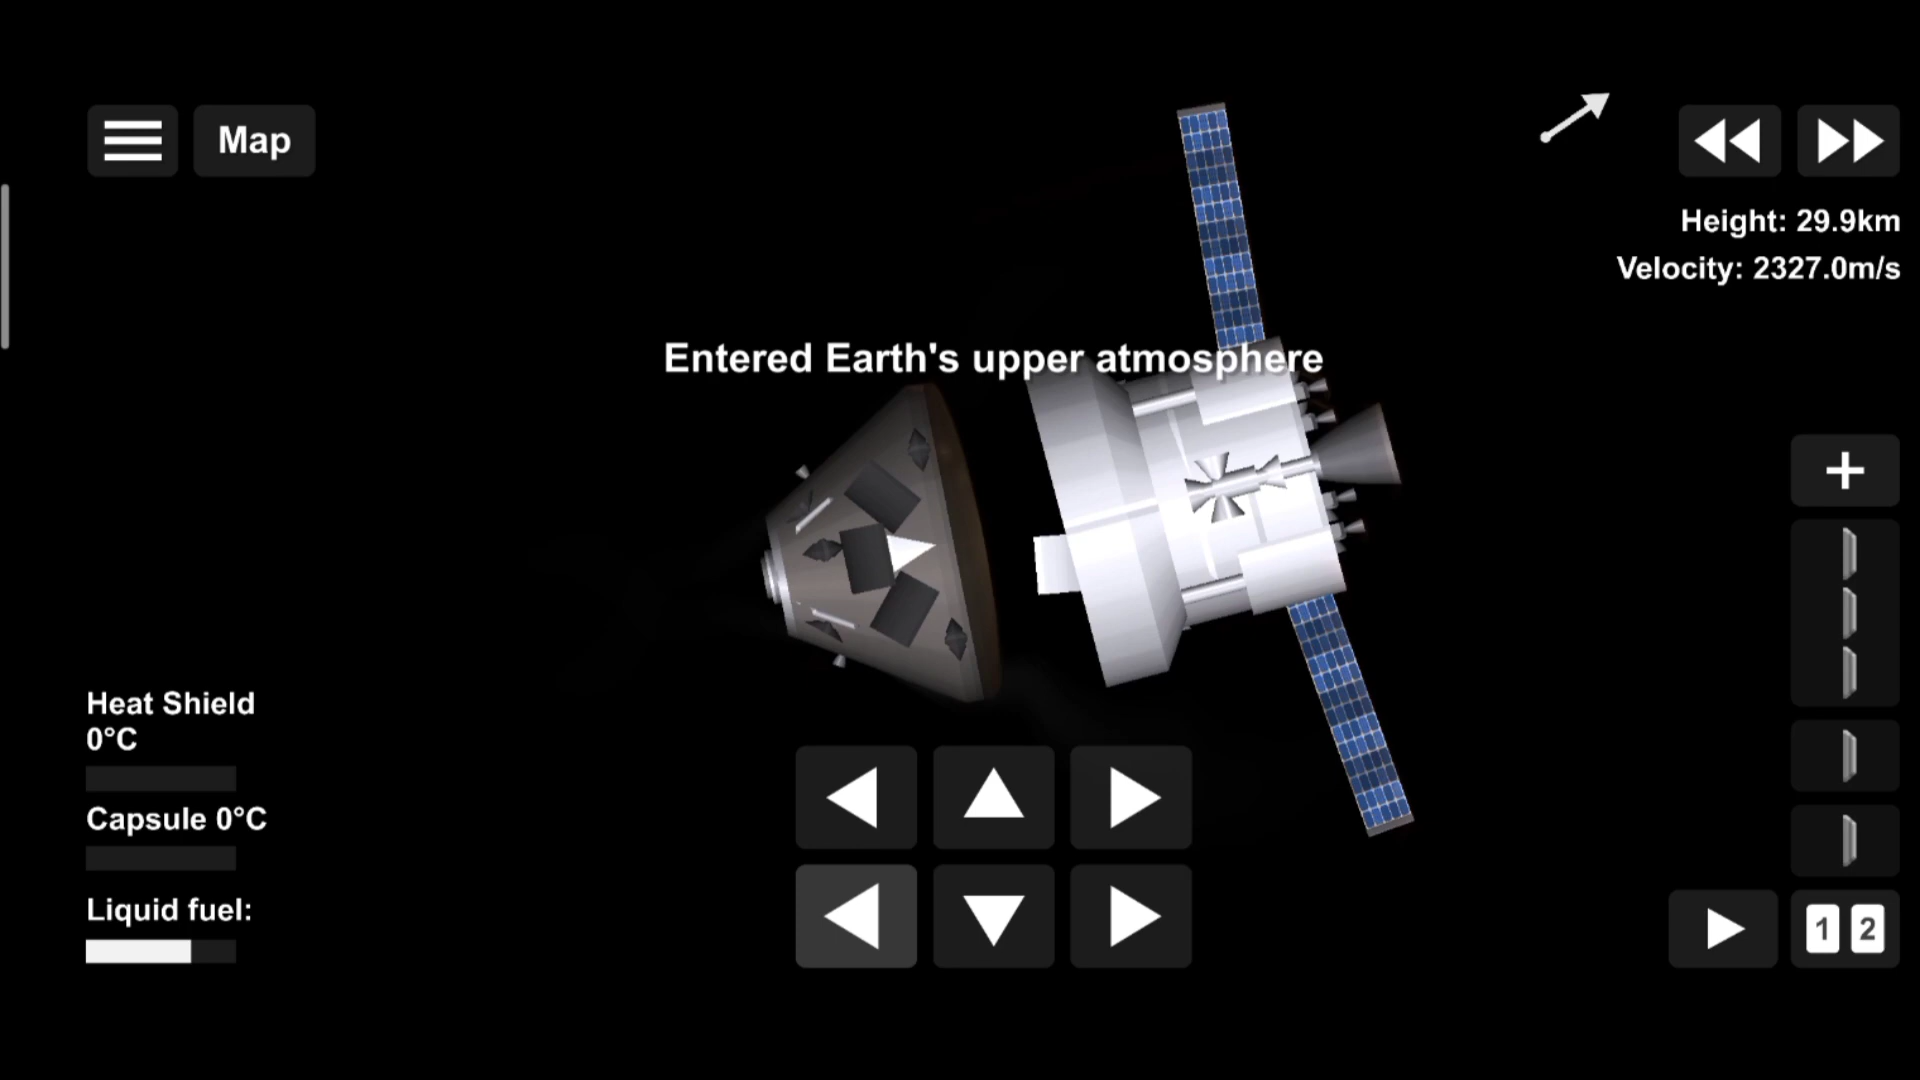 Map
Height: 29.9km
Velocity: 2327.0m/s
Entered Earth's upper atmosphere
Heat Shield
0°C
Capsule 0°C
Liquid fuel:
1 2